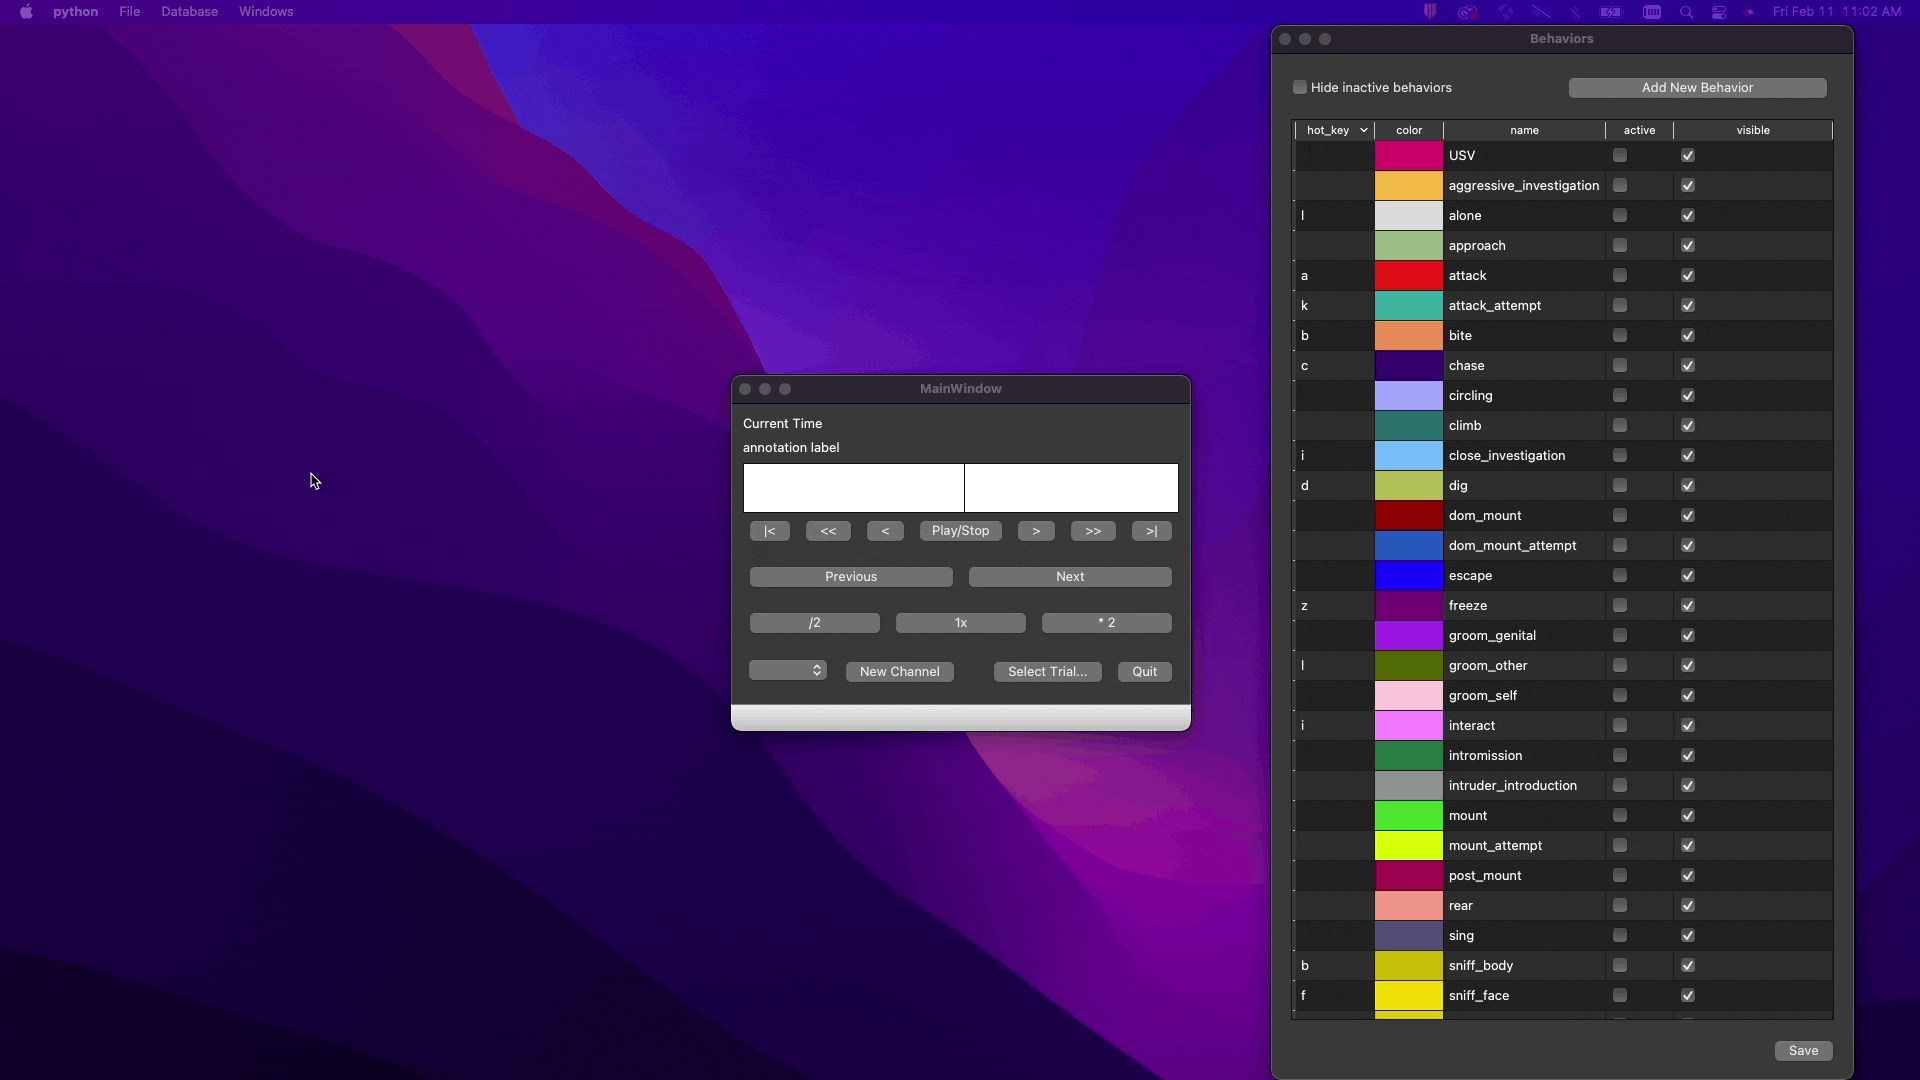 python File Database Windows
Fri Feb 11 11:02 AM
Behaviors
Hide inactive behaviors
Add New Behavior
hot_key color name active visible
USV
aggressive_investigation
l alone
approach
a attack
k attack_attempt
b bite
c chase
circling
climb
i close_investigation
d dig
dom_mount
dom_mount_attempt
escape
z freeze
groom_genital
l groom_other
groom_self
i interact
intromission
intruder_introduction
mount
mount_attempt
post_mount
rear
sing
b sniff_body
f sniff_face
Save
MainWindow
Current Time
annotation label
|< << < Play/Stop > >> >|
Previous Next
/2 1x * 2
New Channel Select Trial... Quit